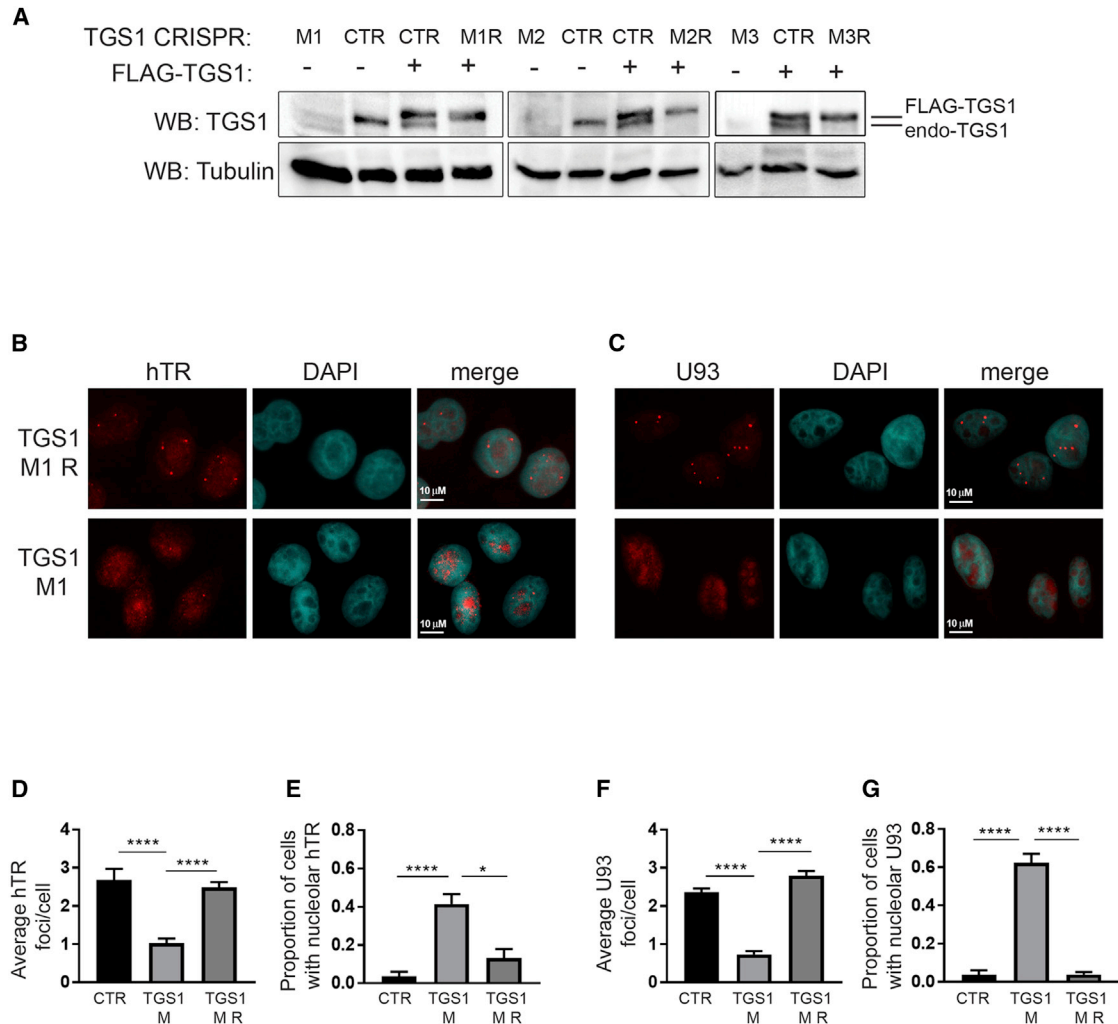 A
TGS1 CRISPR: M1 CTR CTR M1R M2 CTR CTR M2R M3 CTR M3R
FLAG-TGS1: - - + + - - + + - + +
WB: TGS1
FLAG-TGS1
endo-TGS1
WB: Tubulin
B
hTR DAPI merge
TGS1
M1 R
10 µM
TGS1
M1
10 µM
C
U93 DAPI merge
10 µM
10 µM
D
Average hTR
foci/cell
4
3
2
1
0
****
****
CTR
TGS1
M
TGS1
M R
E
Proportion of cells
with nucleolar hTR
0.8
0.6
0.4
0.2
0.0
****
*
CTR
TGS1
M
TGS1
M R
F
Average U93
foci/cell
4
3
2
1
0
****
****
CTR
TGS1
M
TGS1
M R
G
Proportion of cells
with nucleolar U93
0.8
0.6
0.4
0.2
0.0
****
****
CTR
TGS1
M
TGS1
M R